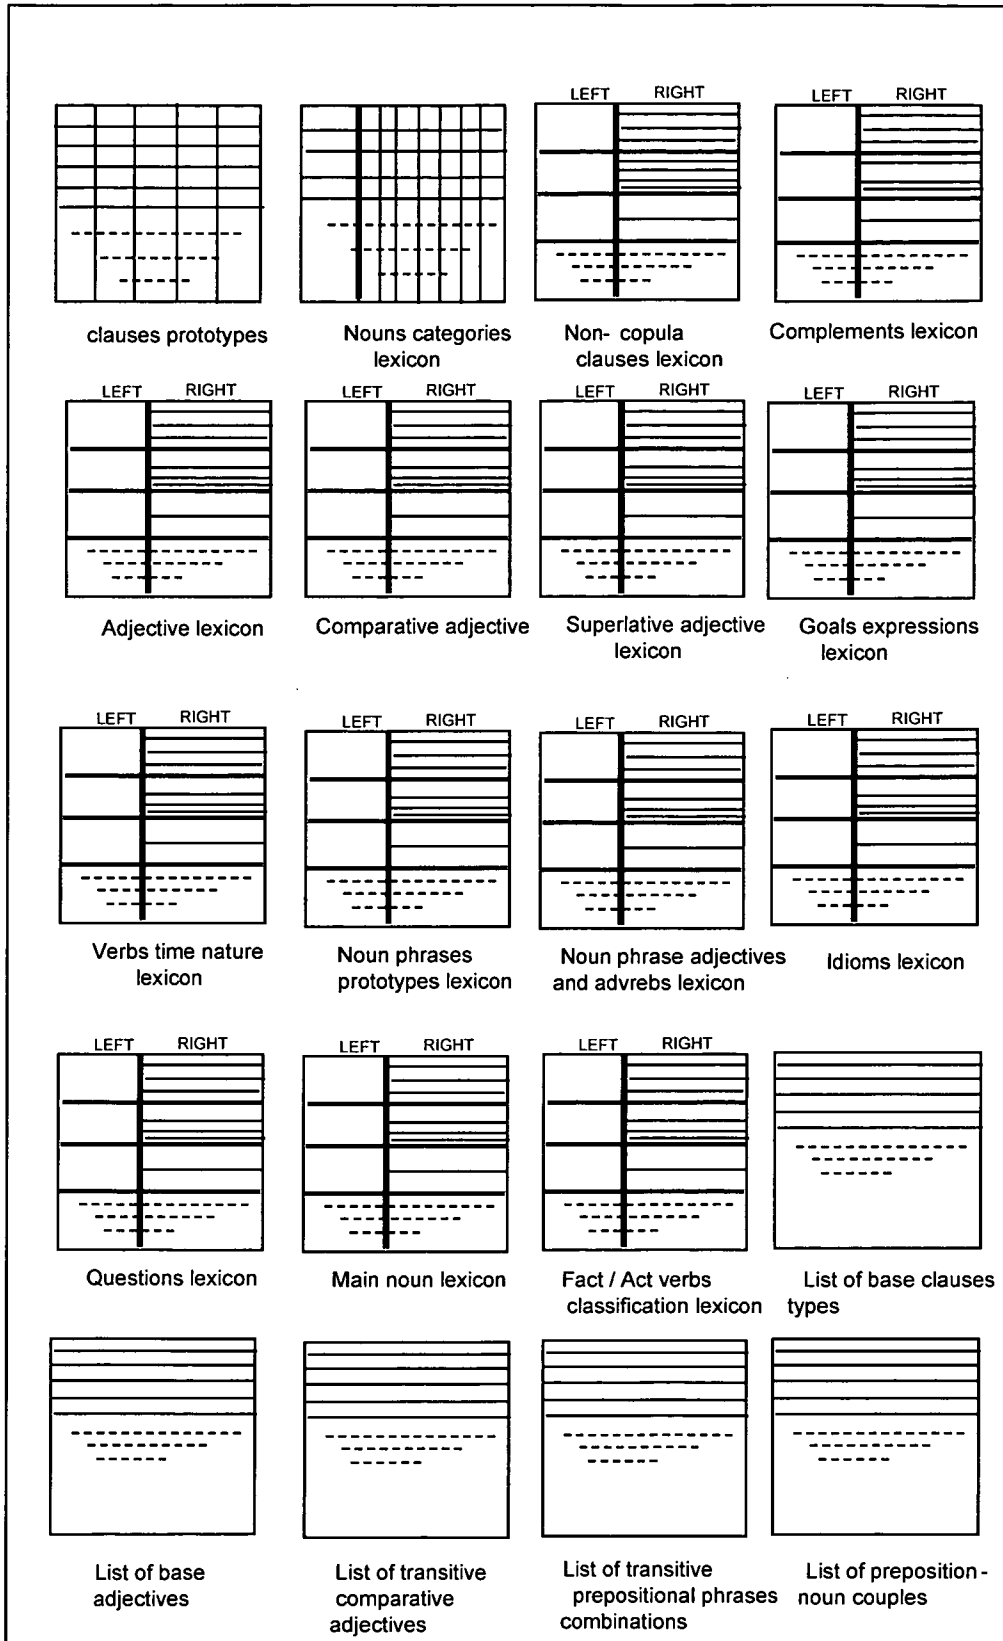 LEFT RIGHT LEFT RIGHT
clauses prototypes
Nouns categories
lexicon
Non- copula
clauses lexicon
Complements lexicon
LEFT RIGHT LEFT RIGHT LEFT RIGHT LEFT RIGHT
Adjective lexicon
Comparative adjective
Superlative adjective
lexicon
Goals expressions
lexicon
LEFT RIGHT LEFT RIGHT LEFT RIGHT LEFT RIGHT
Verbs time nature
lexicon
Noun phrases
prototypes lexicon
Noun phrase adjectives
and advrebs lexicon
Idioms lexicon
LEFT RIGHT LEFT RIGHT LEFT RIGHT
Questions lexicon
Main noun lexicon
Fact / Act verbs
classification lexicon
List of base clauses
types
List of base
adjectives
List of transitive
comparative
adjectives
List of transitive
prepositional phrases
combinations
List of preposition -
noun couples